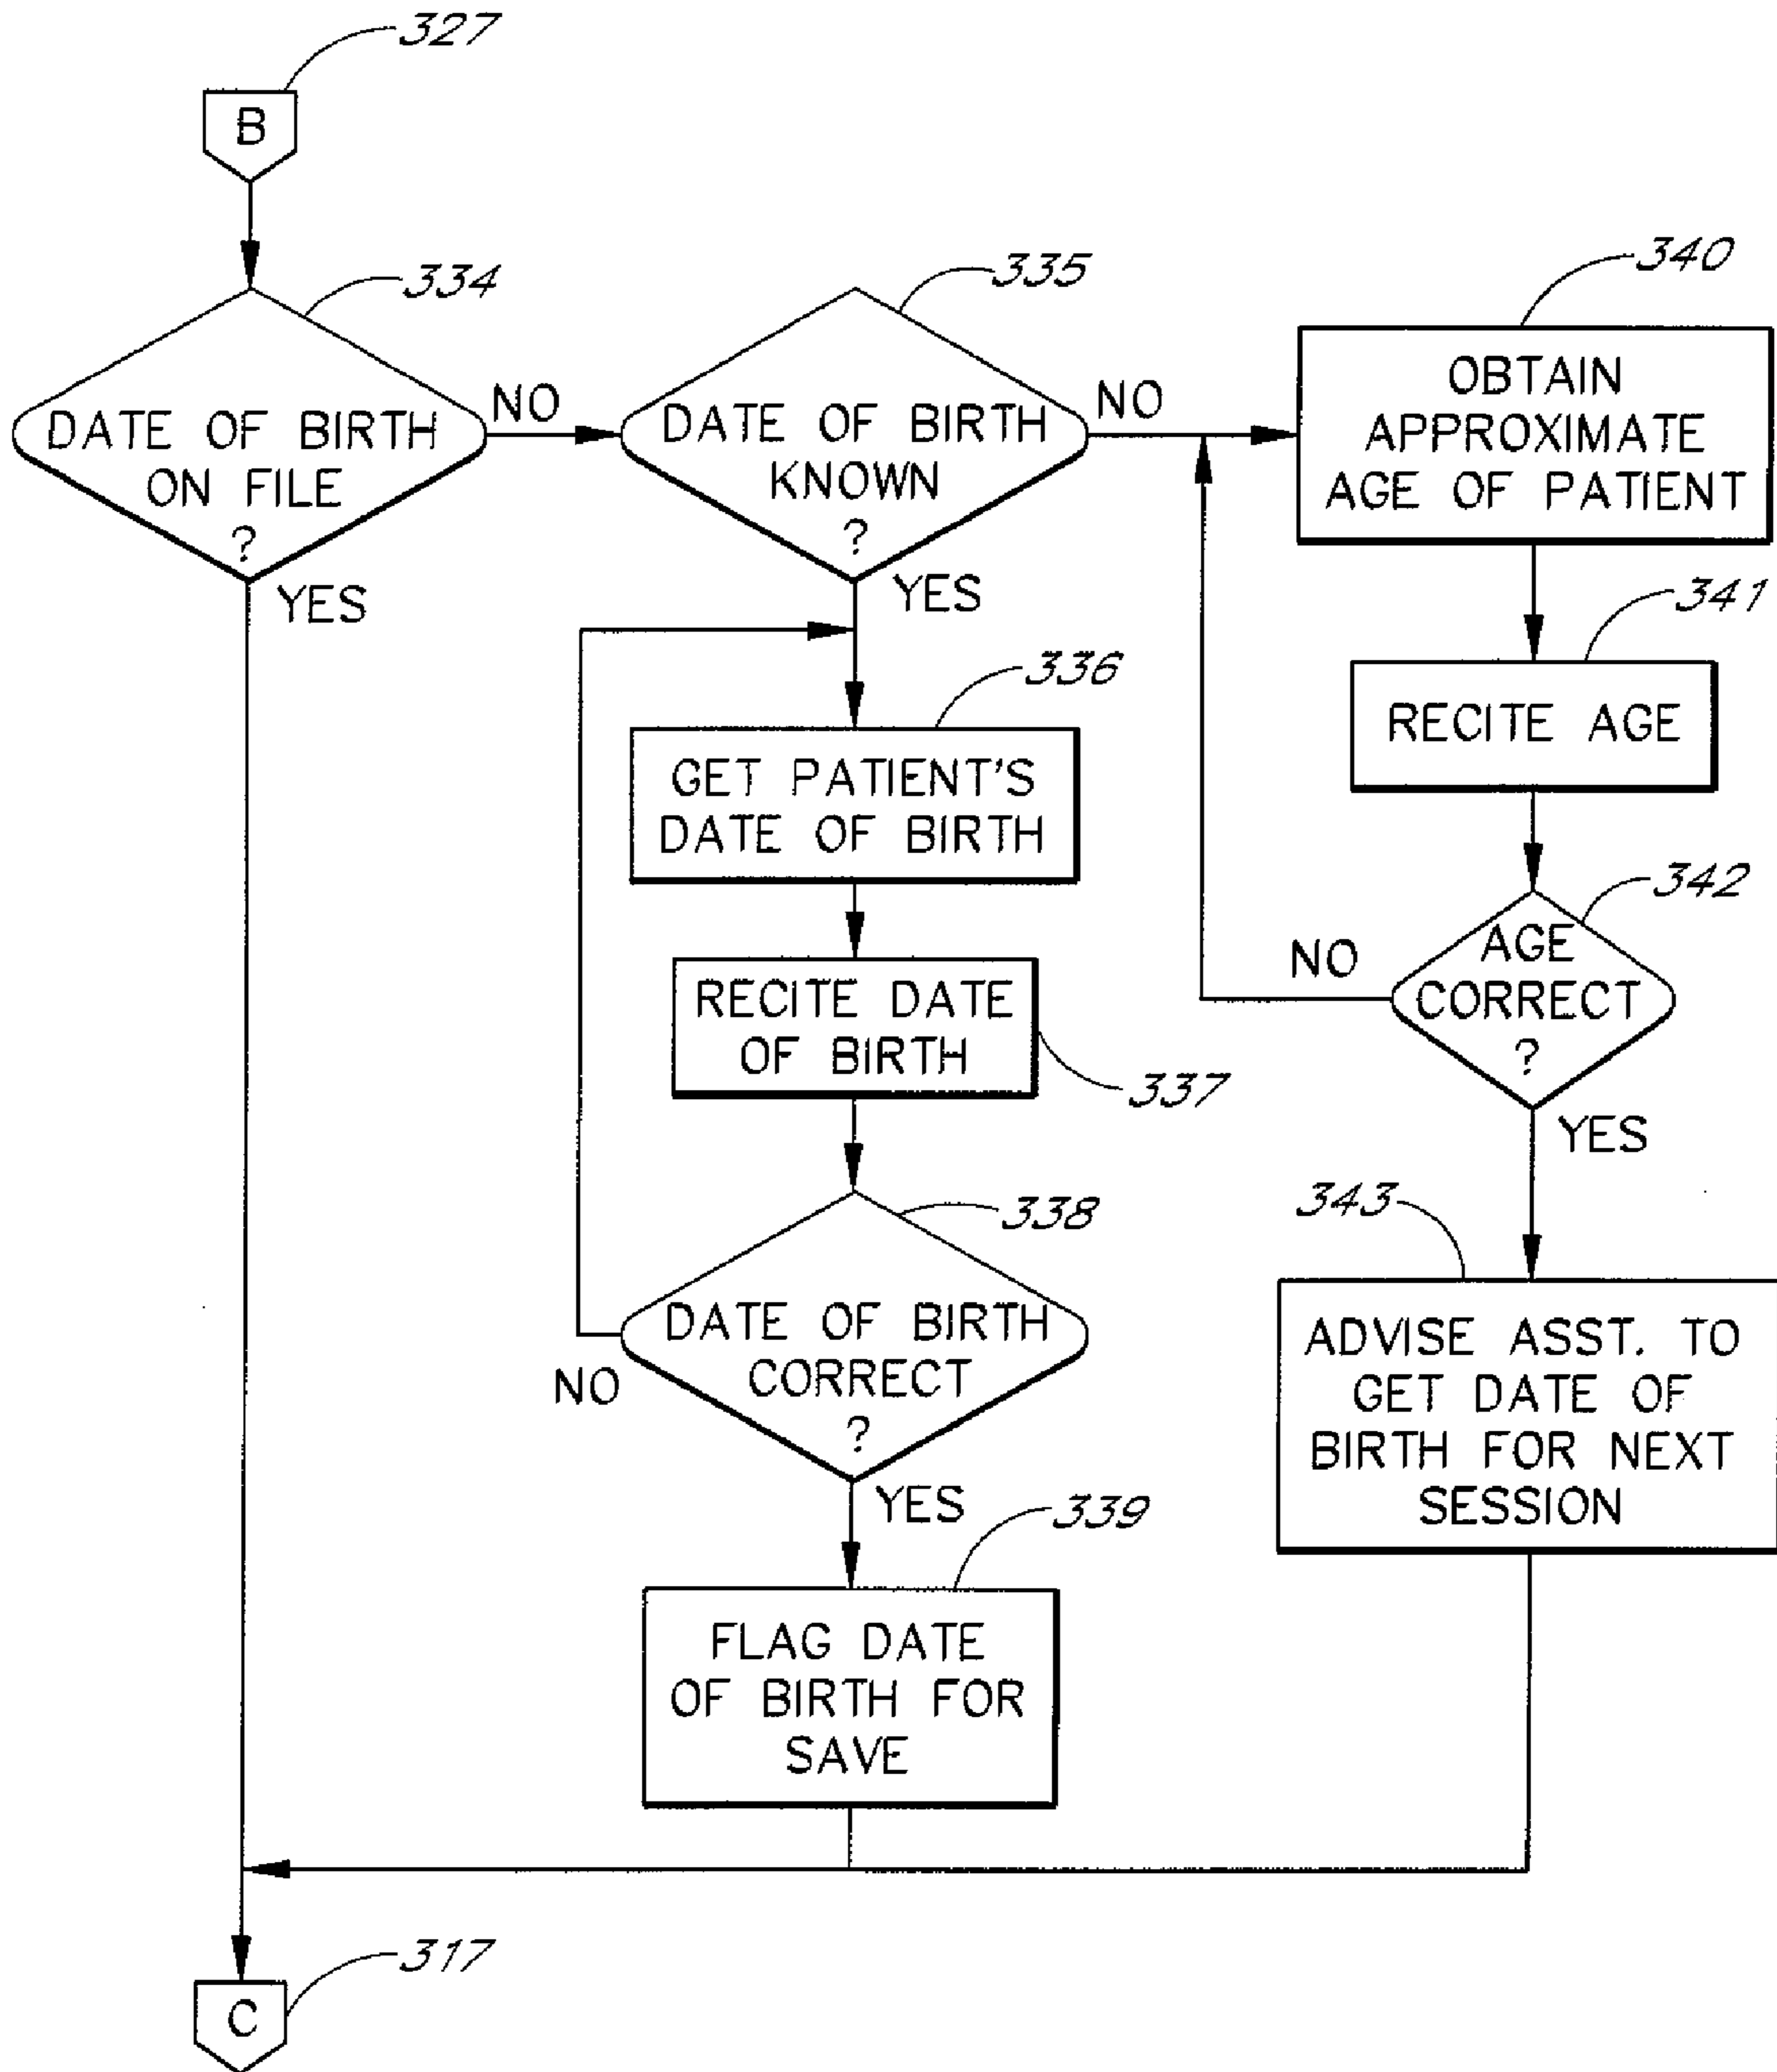 327
B
334
DATE OF BIRTH
ON FILE
?
NO
YES
335
DATE OF BIRTH
KNOWN
?
NO
YES
340
OBTAIN
APPROXIMATE
AGE OF PATIENT
341
RECITE AGE
342
AGE
CORRECT
?
NO
YES
343
ADVISE ASST. TO
GET DATE OF
BIRTH FOR NEXT
SESSION
336
GET PATIENT'S
DATE OF BIRTH
RECITE DATE
OF BIRTH
337
338
DATE OF BIRTH
CORRECT
?
NO
YES
339
FLAG DATE
OF BIRTH FOR
SAVE
317
C